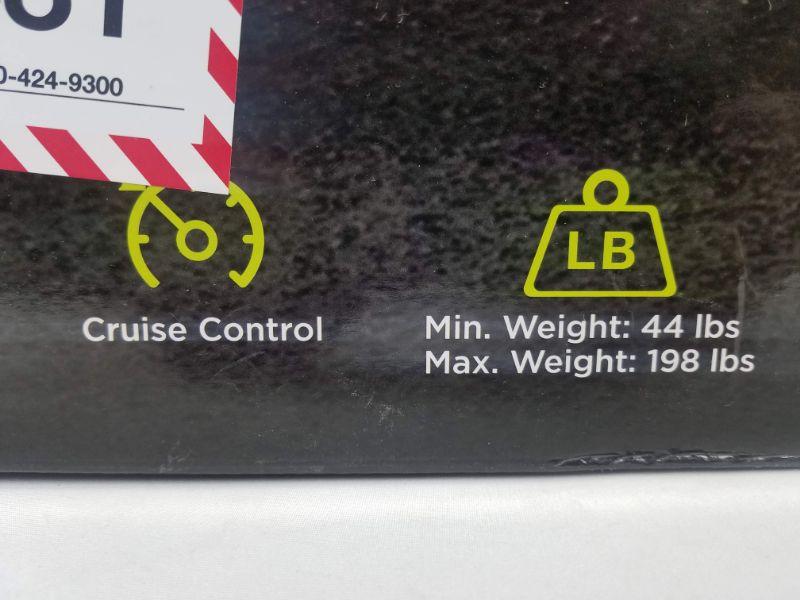 0-424-9300
LB
Cruise Control
Min. Weight: 44 lbs
Max. Weight: 198 lbs